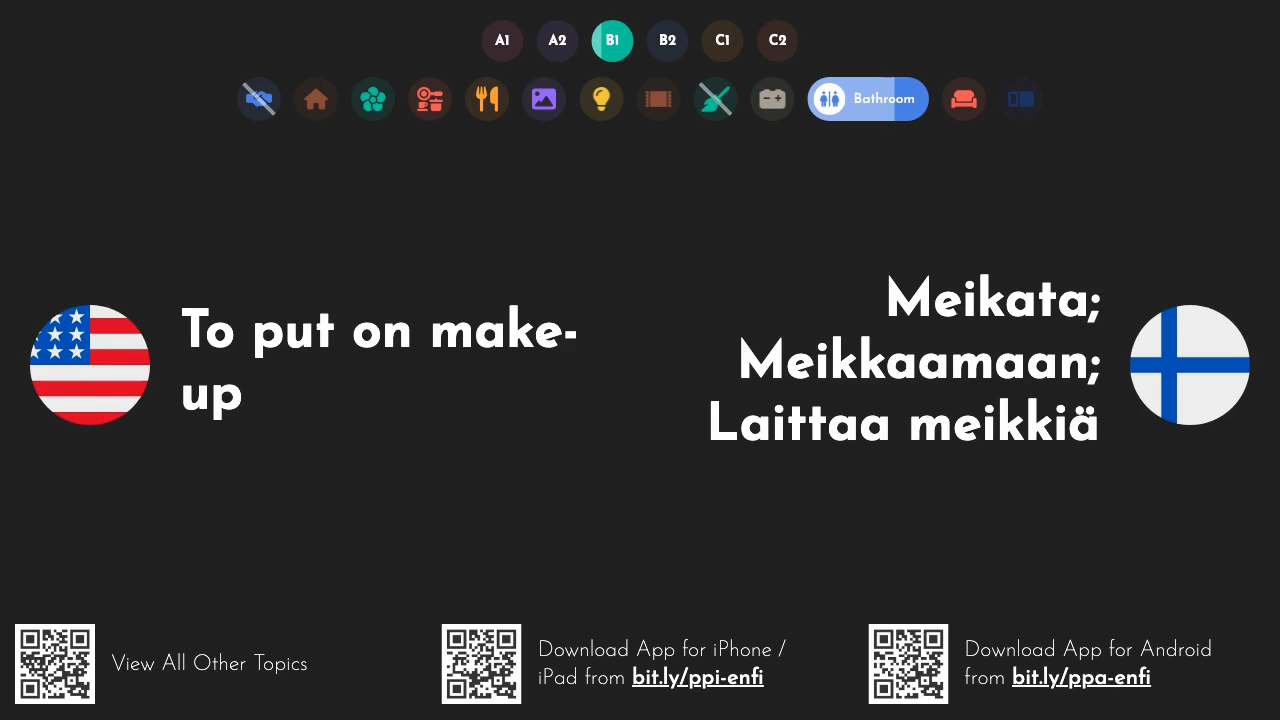 A1 A2 B1 B2 C1 C2
Bathroom
To put on make-
up
Meikata;
Meikkaamaan;
Laittaa meikkiä
View All Other Topics
Download App for iPhone /
iPad from bit.ly/ppi-enfi
Download App for Android
from bit.ly/ppa-enfi